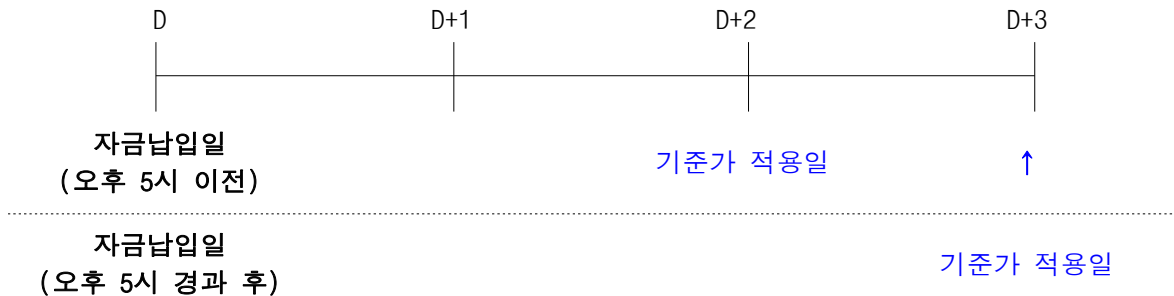 D D+1 D+2 D+3
자금납입일
(오후 5시 이전)
기준가 적용일 ↑
자금납입일
(오후 5시 경과 후)
기준가 적용일